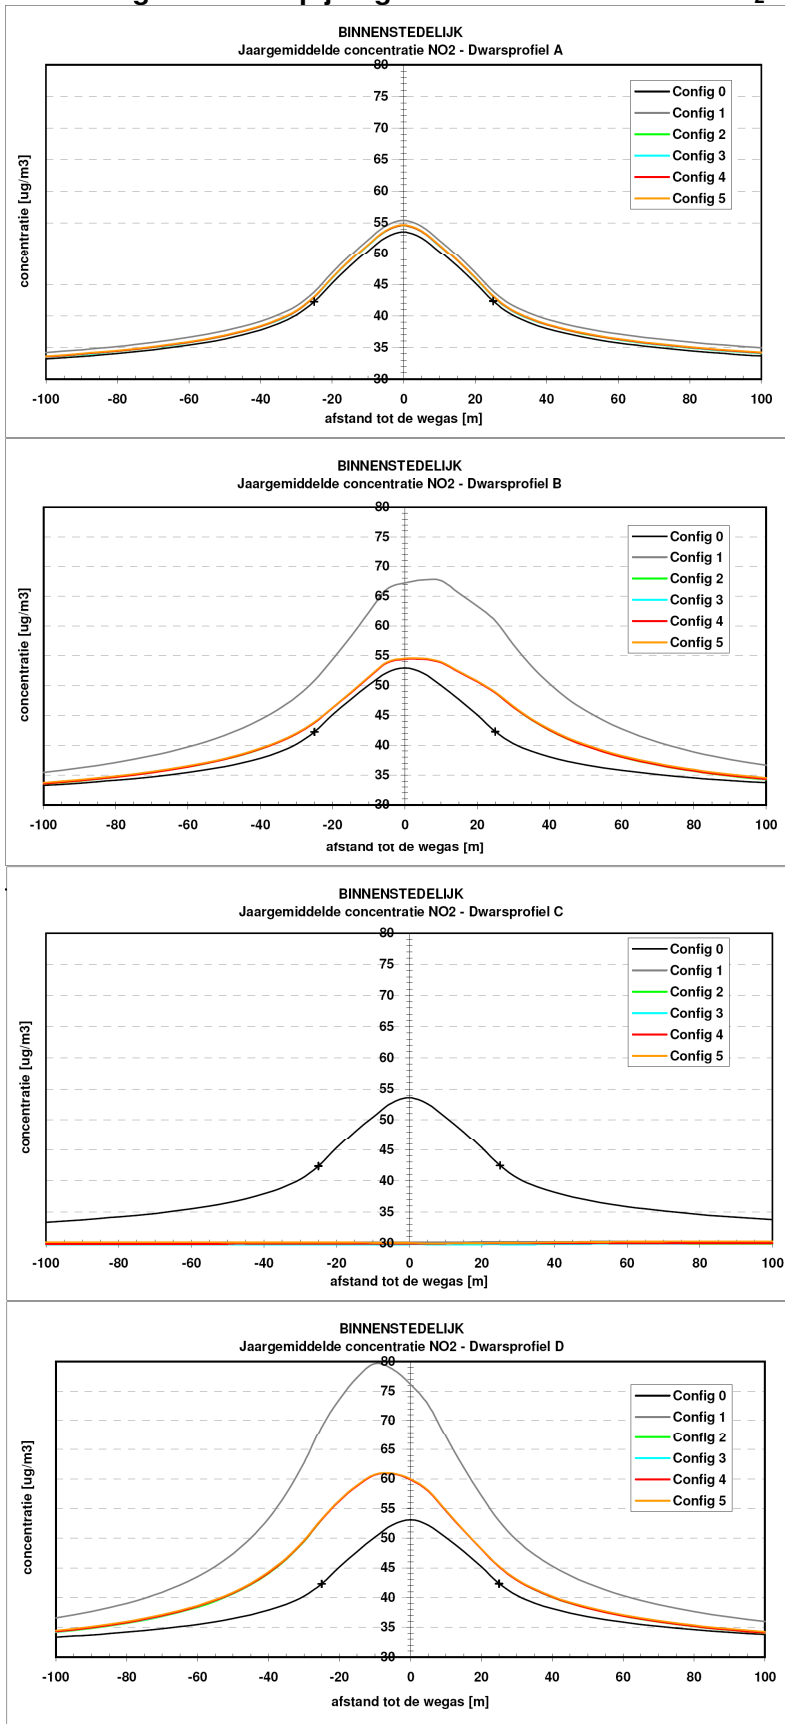 BINNENSTEDELIJK
Jaargemiddelde concentratie NO2 - Dwarsprofiel A
concentratie [ug/m3]
80
75
70
65
60
55
50
45
40
35
30
Config 0
Config 1
Config 2
Config 3
Config 4
Config 5
-100 -80 -60 -40 -20 0 20 40 60 80 100
afstand tot de wegas [m]
BINNENSTEDELIJK
Jaargemiddelde concentratie NO2 - Dwarsprofiel B
concentratie [ug/m3]
80
75
70
65
60
55
50
45
40
35
30
Config 0
Config 1
Config 2
Config 3
Config 4
Config 5
-100 -80 -60 -40 -20 0 20 40 60 80 100
afstand tot de wegas [m]
BINNENSTEDELIJK
Jaargemiddelde concentratie NO2 - Dwarsprofiel C
concentratie [ug/m3]
80
75
70
65
60
55
50
45
40
35
30
Config 0
Config 1
Config 2
Config 3
Config 4
Config 5
-100 -80 -60 -40 -20 0 20 40 60 80 100
afstand tot de wegas [m]
BINNENSTEDELIJK
Jaargemiddelde concentratie NO2 - Dwarsprofiel D
concentratie [ug/m3]
80
75
70
65
60
55
50
45
40
35
30
Config 0
Config 1
Config 2
Config 3
Config 4
Config 5
-100 -80 -60 -40 -20 0 20 40 60 80 100
afstand tot de wegas [m]